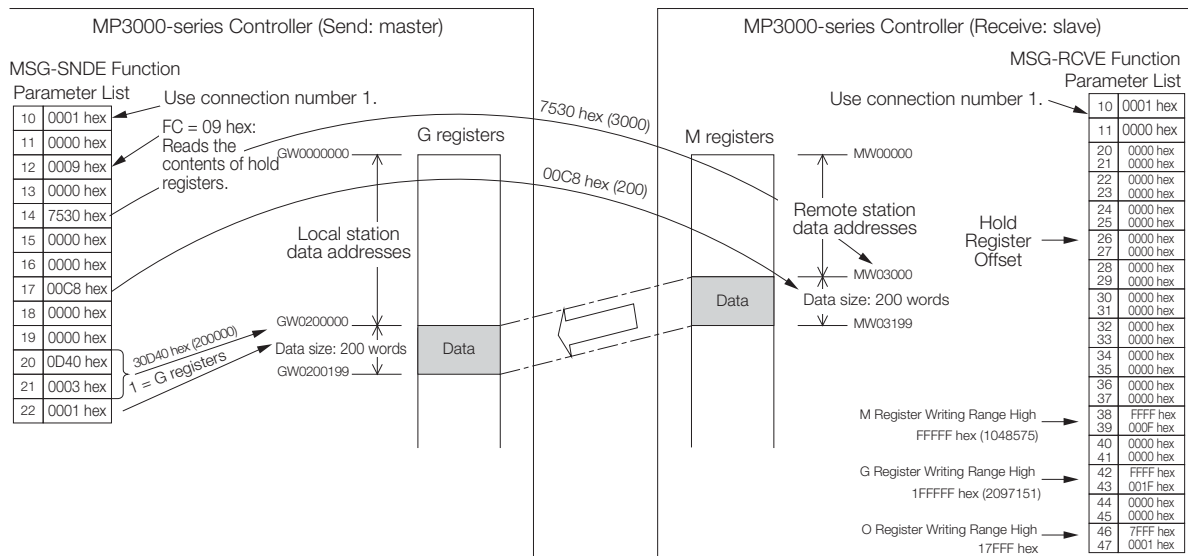 MP3000-series Controller (Send: master)
MSG-SNDE Function
Parameter List
10 0001 hex
11 0000 hex
12 0009 hex
13 0000 hex
14 7530 hex
15 0000 hex
16 0000 hex
17 00C8 hex
18 0000 hex
19 0000 hex
20 0D40 hex
21 0003 hex
22 0001 hex
Use connection number 1.
FC = 09 hex:
Reads the
contents of hold
registers.
30D40 hex (200000)
1 = G registers
G registers
GW0000000
Local station
data addresses
GW0200000
Data size: 200 words
GW0200199
Data
7530 hex (3000)
00C8 hex (200)
MP3000-series Controller (Receive: slave)
M registers
Data
MW00000
Remote station
data addresses
MW03000
Data size: 200 words
MW03199
Use connection number 1.
MSG-RCVE Function
Parameter List
10 0001 hex
11 0000 hex
20 0000 hex
21 0000 hex
22 0000 hex
23 0000 hex
24 0000 hex
25 0000 hex
26 0000 hex
27 0000 hex
28 0000 hex
29 0000 hex
30 0000 hex
31 0000 hex
32 0000 hex
33 0000 hex
34 0000 hex
35 0000 hex
36 0000 hex
37 0000 hex
38 FFFF hex
39 000F hex
40 0000 hex
41 0000 hex
42 FFFF hex
43 001F hex
44 0000 hex
45 0000 hex
46 7FFF hex
47 0001 hex
Hold
Register
Offset
M Register Writing Range High
FFFFF hex (1048575)
G Register Writing Range High
1FFFFF hex (2097151)
O Register Writing Range High
17FFF hex